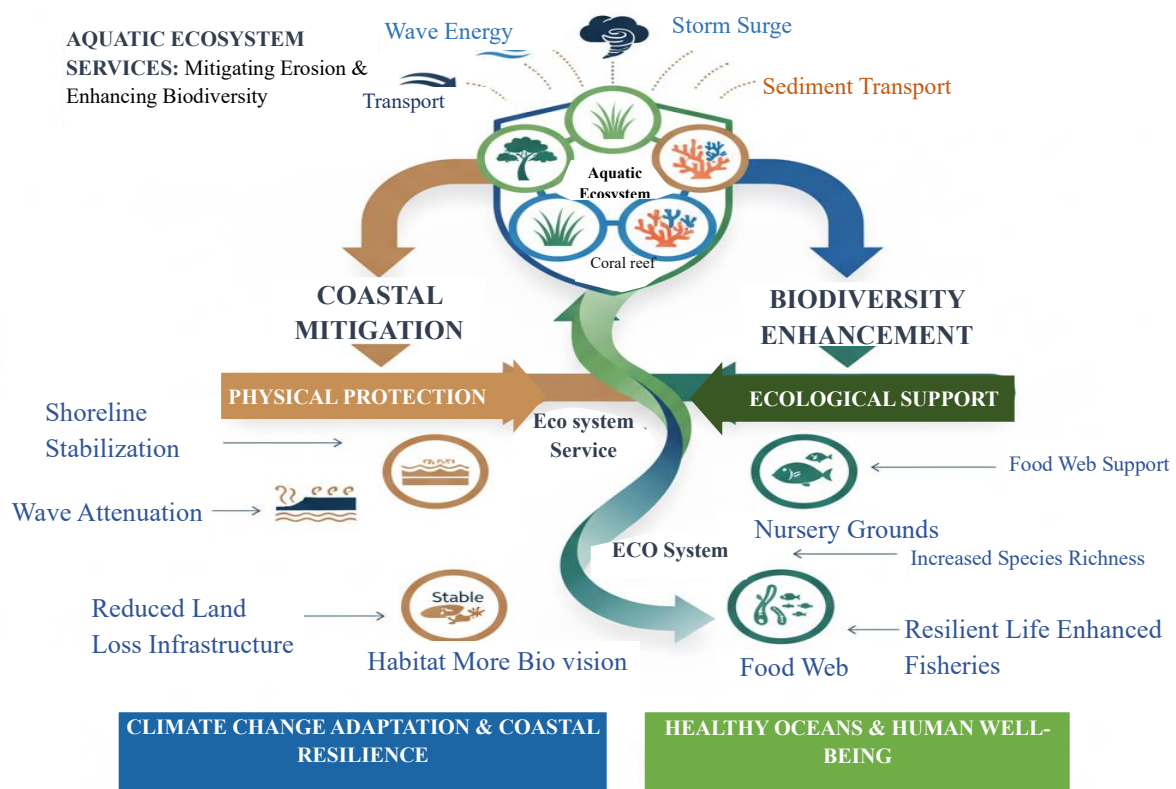 AQUATIC ECOSYSTEM
SERVICES: Mitigating Erosion &
Enhancing Biodiversity
Wave Energy
Storm Surge
Transport
Sediment Transport
Aquatic
Ecosystem
Coral reef
COASTAL
MITIGATION
BIODIVERSITY
ENHANCEMENT
PHYSICAL PROTECTION
ECOLOGICAL SUPPORT
Eco system
Service
Shoreline
Stabilization
Wave Attenuation
Food Web Support
Nursery Grounds
ECO System
Increased Species Richness
Reduced Land
Loss Infrastructure
Stable
Habitat More Bio vision
Food Web
Resilient Life Enhanced
Fisheries
CLIMATE CHANGE ADAPTATION & COASTAL
RESILIENCE
HEALTHY OCEANS & HUMAN WELL-
BEING